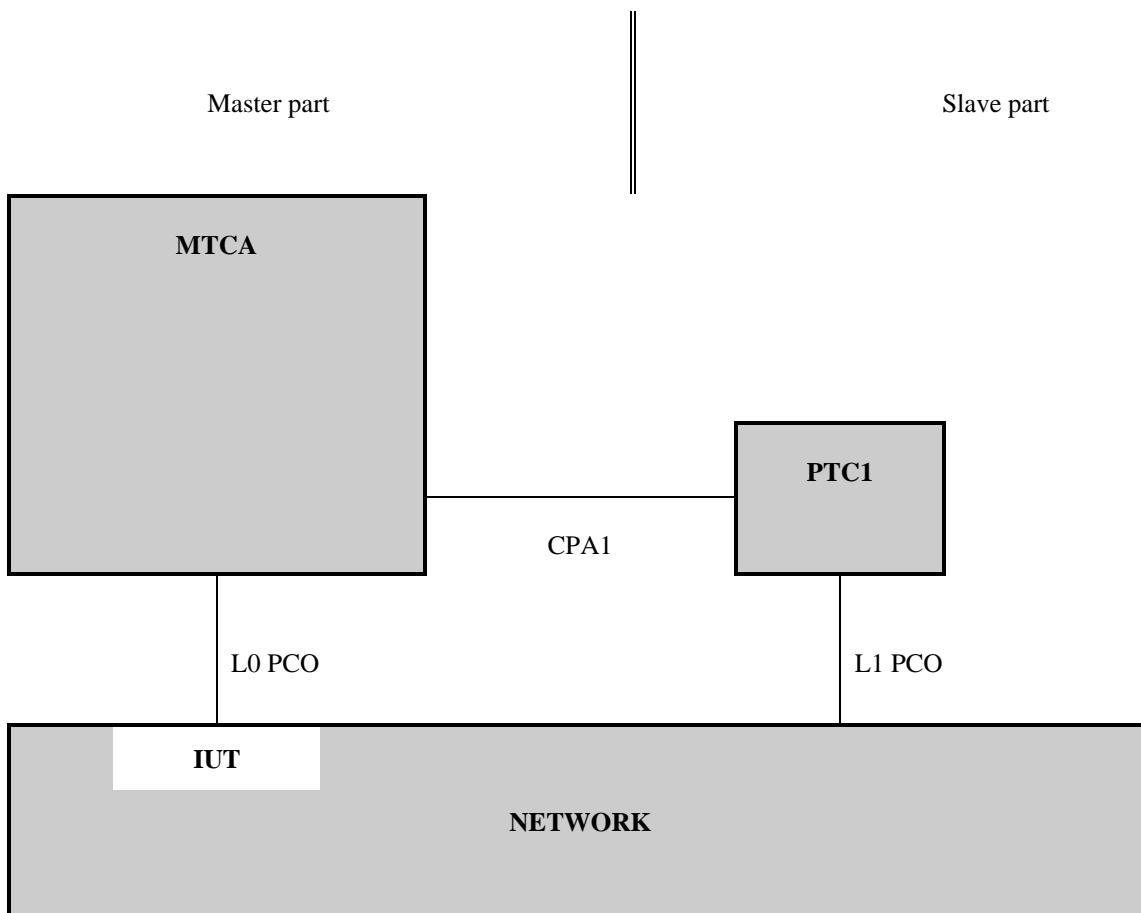 Master part
Slave part
MTCA
PTC1
CPA1
L0 PCO
L1 PCO
IUT
NETWORK